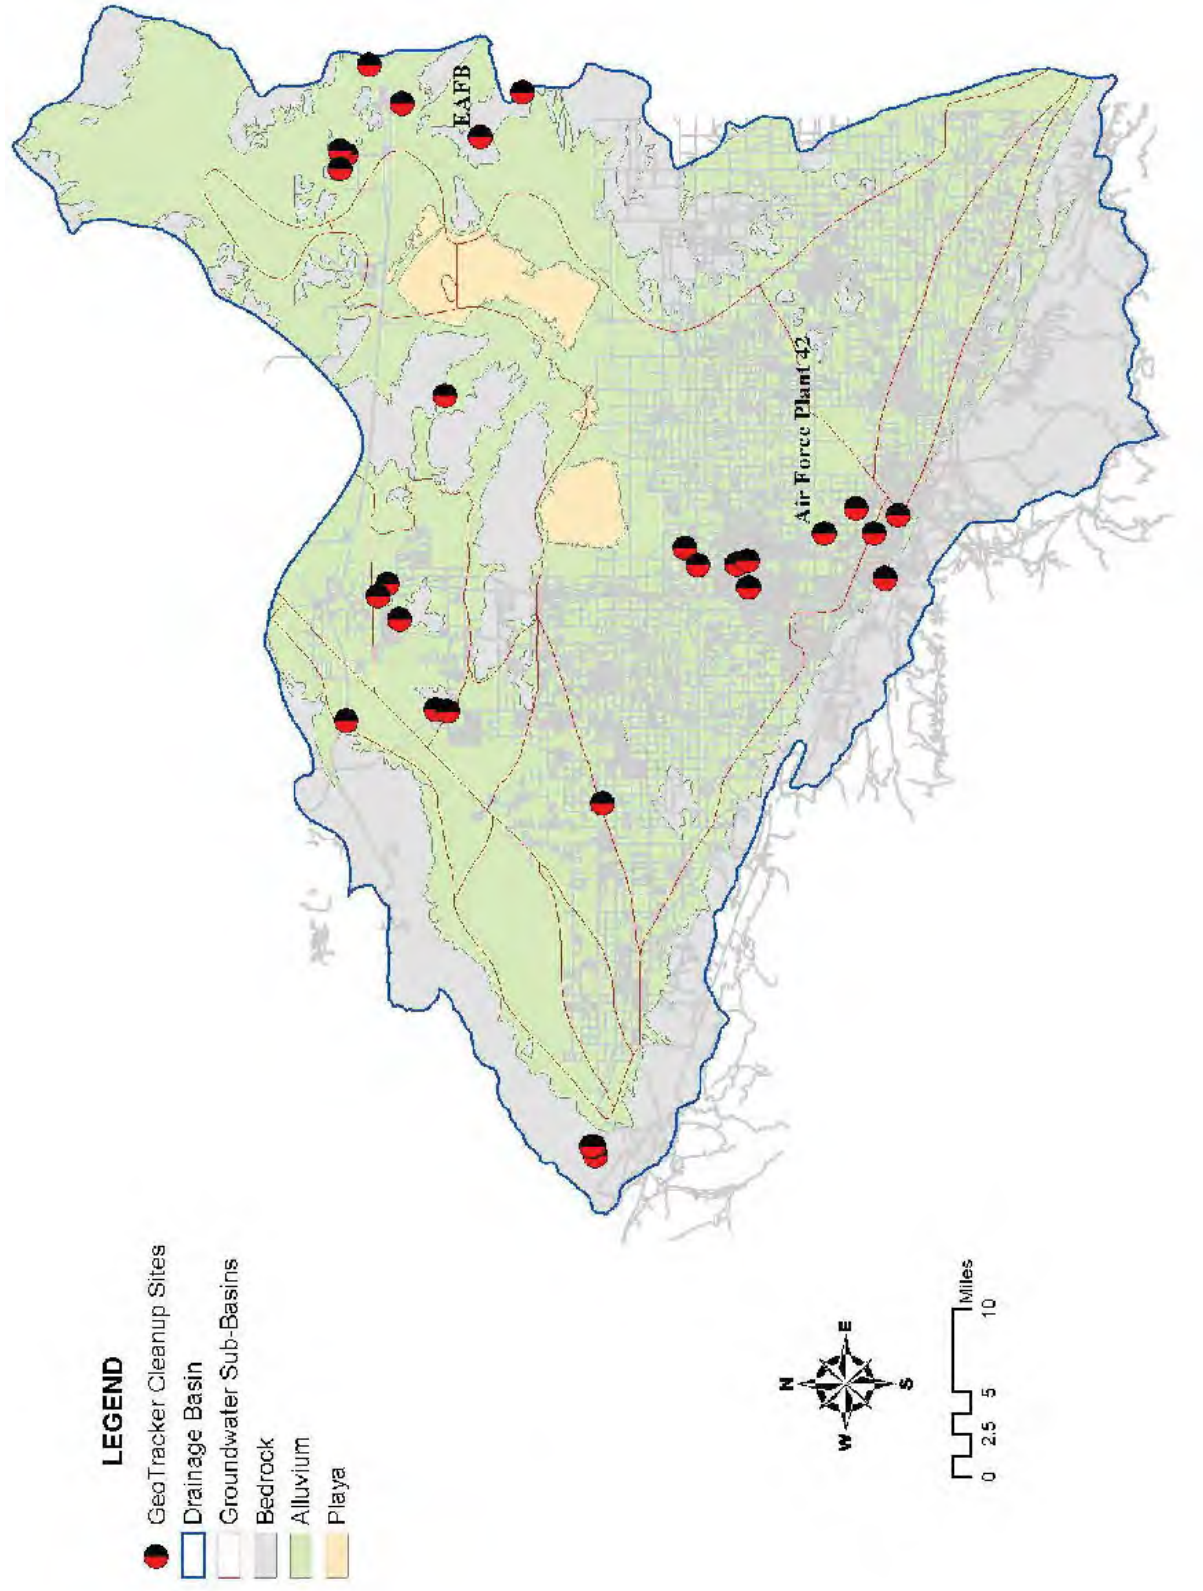 LEGEND
GeoTracker Cleanup Sites
Drainage Basin
Groundwater Sub-Basins
Bedrock
Alluvium
Playa
EAFB
Air Force Plant 42
N
W
E
S
0 2.5 5 10
Miles